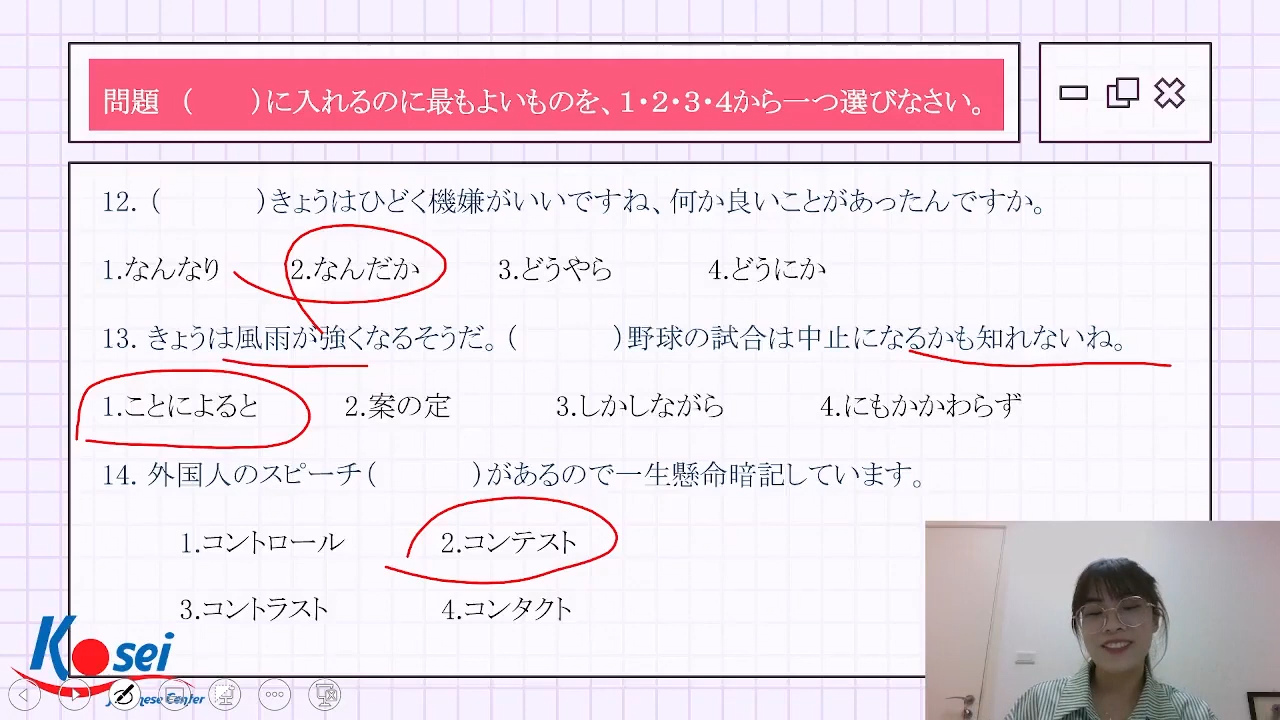 問題 ( )に入れるのに最もよいものを、1・2・3・4から一つ選びなさい。
12. ( )きょうはひどく機嫌がいいですね、何か良いことがあったんですか。
1.なんなり 2.なんだか 3.どうやら 4.どうにか
13. きょうは風雨が強くなるそうだ。( )野球の試合は中止になるかも知れないね。
1.ことによると 2.案の定 3.しかしながら 4.にもかかわらず
14. 外国人のスピーチ( )があるので一生懸命暗記しています。
1.コントロール 2.コンテスト
3.コントラスト 4.コンタクト
Kosei
Center